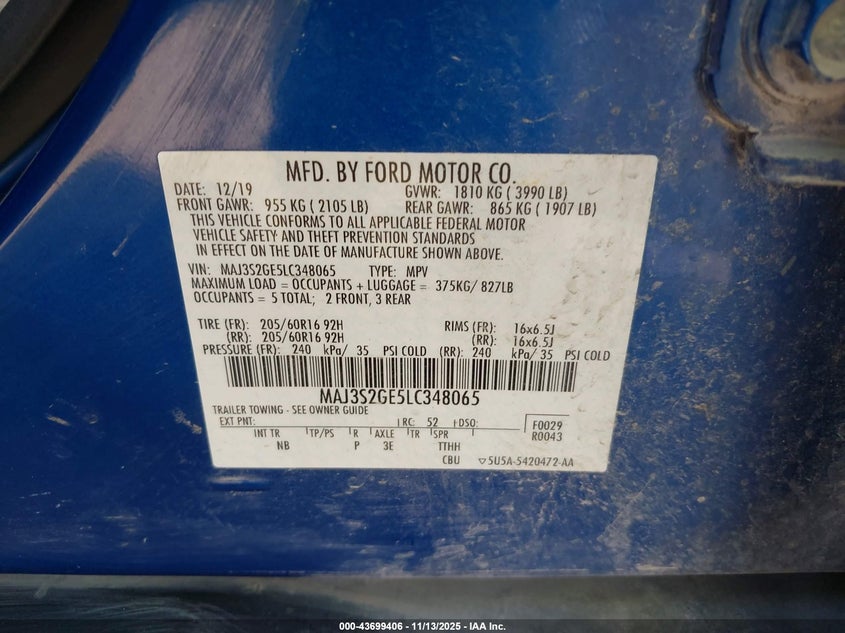 MFD. BY FORD MOTOR CO.
DATE: 12/19 GVWR: 1810 KG ( 3990 LB)
FRONT GAWR: 955 KG ( 2105 LB) REAR GAWR: 865 KG ( 1907 LB)
THIS VEHICLE CONFORMS TO ALL APPLICABLE FEDERAL MOTOR
VEHICLE SAFETY AND THEFT PREVENTION STANDARDS
IN EFFECT ON THE DATE OF MANUFACTURE SHOWN ABOVE.
VIN: MAJ3S2GE5LC348065 TYPE: MPV
MAXIMUM LOAD = OCCUPANTS + LUGGAGE = 375KG/ 827LB
OCCUPANTS = 5 TOTAL; 2 FRONT, 3 REAR
TIRE (FR): 205/60R16 92H RIMS (FR): 16x6.5J
(RR): 205/60R16 92H (RR): 16x6.5J
PRESSURE (FR): 240 kPa/ 35 PSI COLD (RR): 240 kPa/ 35 PSI COLD
MAJ3S2GE5LC348065
TRAILER TOWING - SEE OWNER GUIDE
EXT PNT: RC: 52 DSO: F0029
INT TR TP/PS R AXLE TR SPR R0043
NB P 3E TTHH
CBU 5U5A-5420472-AA
000-43699406 - 11/13/2025 - IAA Inc.